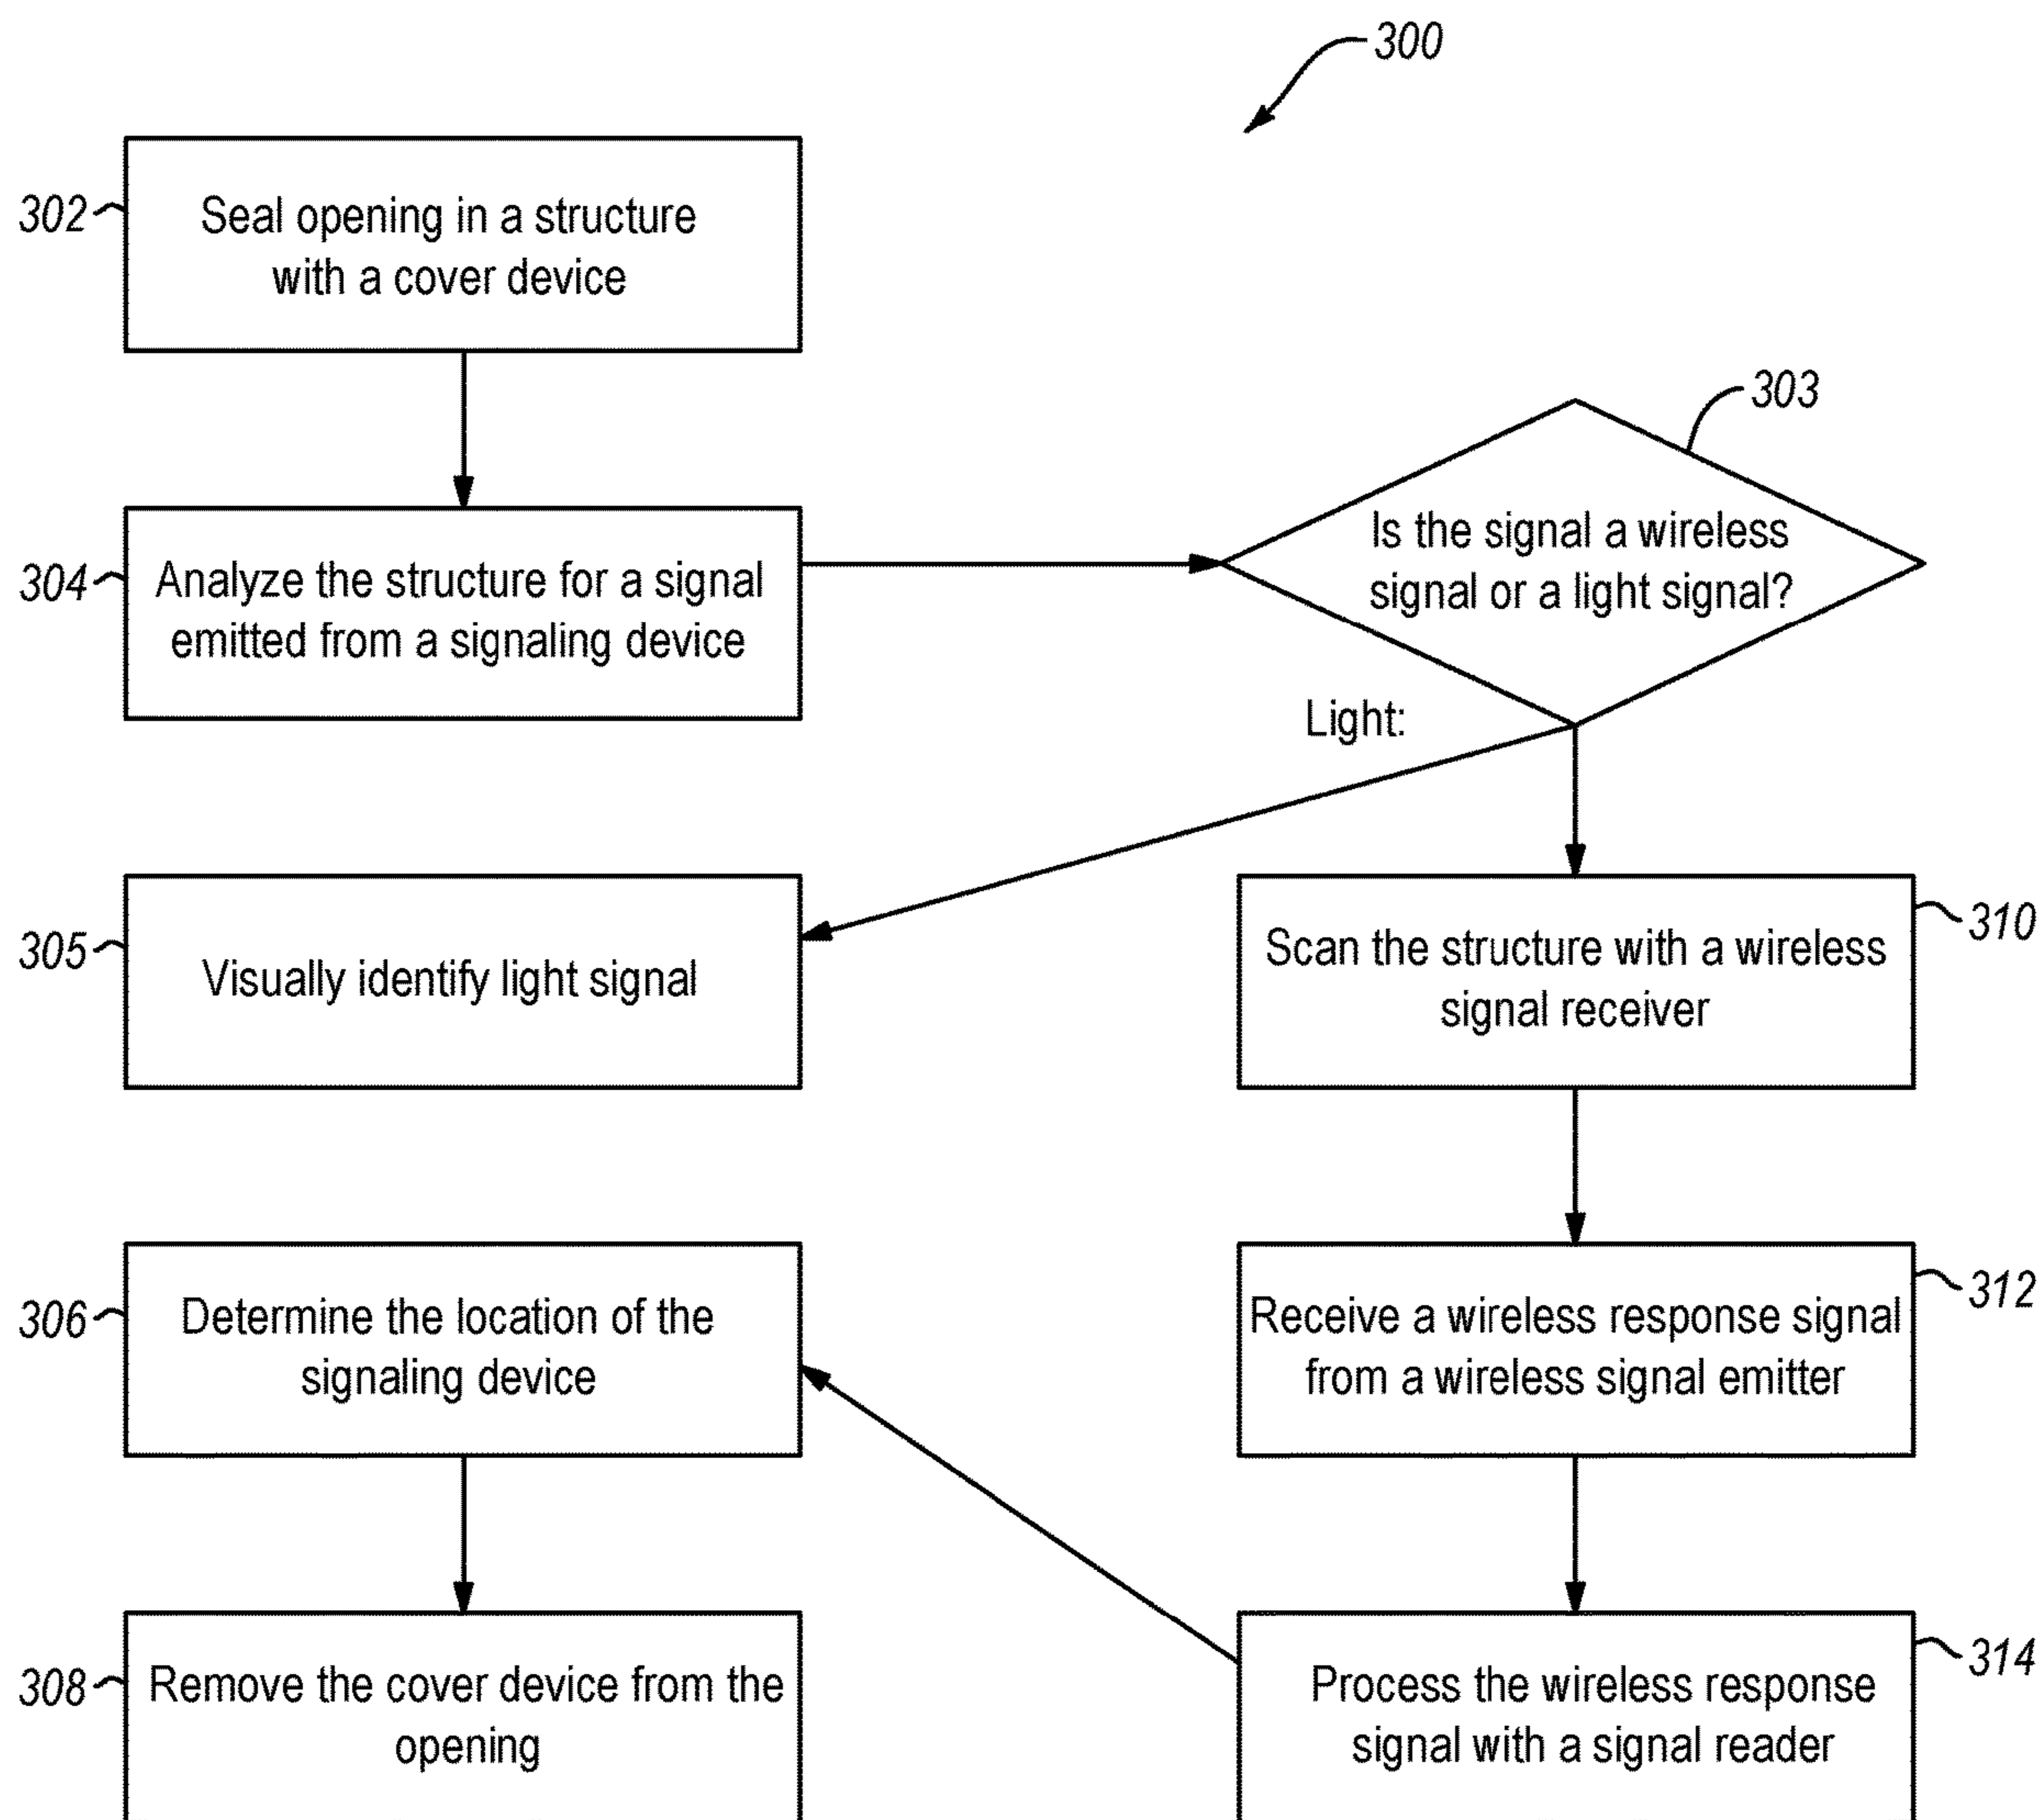 300
302
Seal opening in a structure
with a cover device
303
304
Analyze the structure for a signal
emitted from a signaling device
Is the signal a wireless
signal or a light signal?
Light:
305
Visually identify light signal
310
Scan the structure with a wireless
signal receiver
306
Determine the location of the
signaling device
312
Receive a wireless response signal
from a wireless signal emitter
308
Remove the cover device from the
opening
314
Process the wireless response
signal with a signal reader